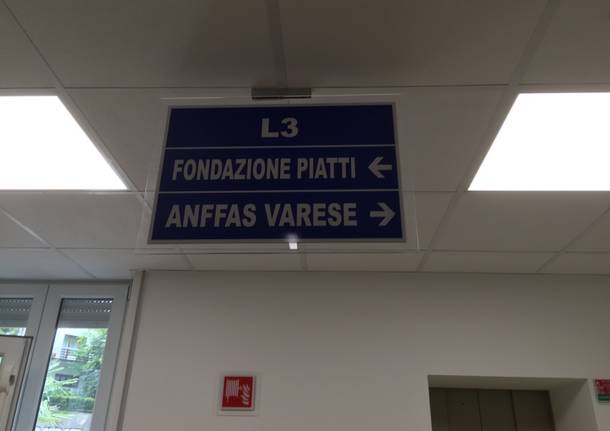 L3
FONDAZIONE PIATTI ←
ANFFAS VARESE →